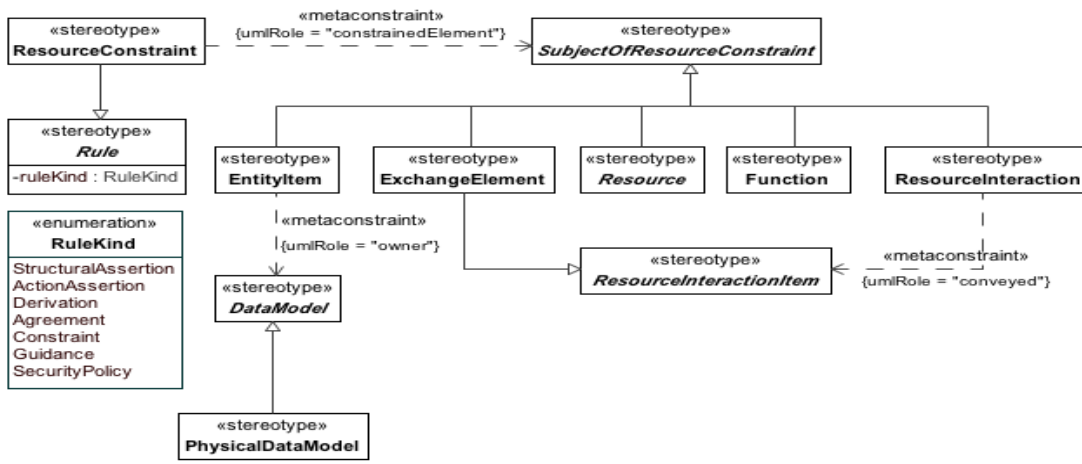 «metaconstraint»
«stereotype»
ResourceConstraint
{umlRole = "constrainedElement"}
«stereotype»
SubjectOfResourceConstraint
«stereotype»
Rule
-ruleKind : RuleKind
«stereotype»
EntityItem
«stereotype»
ExchangeElement
«stereotype»
Resource
«stereotype»
Function
«stereotype»
ResourceInteraction
«enumeration»
RuleKind
StructuralAssertion
ActionAssertion
Derivation
Agreement
Constraint
Guidance
SecurityPolicy
«metaconstraint»
{umlRole = "owner"}
«stereotype»
DataModel
«stereotype»
ResourceInteractionItem
«metaconstraint»
{umlRole = "conveyed"}
«stereotype»
PhysicalDataModel